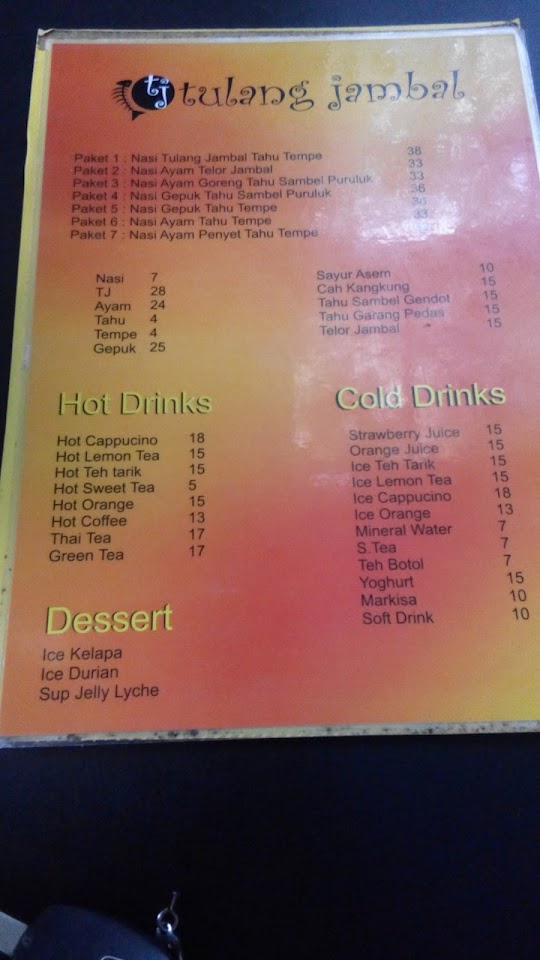 tj tulang jambal
Paket 1 : Nasi Tulang Jambal Tahu Tempe 38
Paket 2 : Nasi Ayam Telor Jambal 33
Paket 3 : Nasi Ayam Goreng Tahu Sambel Puruluk 33
Paket 4 : Nasi Gepuk Tahu Sambel Puruluk 36
Paket 5 : Nasi Gepuk Tahu Tempe 36
Paket 6 : Nasi Ayam Tahu Tempe 33
Paket 7 : Nasi Ayam Penyet Tahu Tempe
Nasi 7
TJ 28
Ayam 24
Tahu 4
Tempe 4
Gepuk 25
Sayur Asem 10
Cah Kangkung 15
Tahu Sambel Gendot 15
Tahu Garang Pedas 15
Telor Jambal 15
Hot Drinks
Hot Cappucino 18
Hot Lemon Tea 15
Hot Teh tarik 15
Hot Sweet Tea 5
Hot Orange 15
Hot Coffee 13
Thai Tea 17
Green Tea 17
Cold Drinks
Strawberry Juice 15
Orange Juice 15
Ice Teh Tarik 15
Ice Lemon Tea 15
Ice Cappucino 18
Ice Orange 13
Mineral Water 7
S.Tea 7
Teh Botol 7
Yoghurt 15
Markisa 10
Soft Drink 10
Dessert
Ice Kelapa
Ice Durian
Sup Jelly Lyche